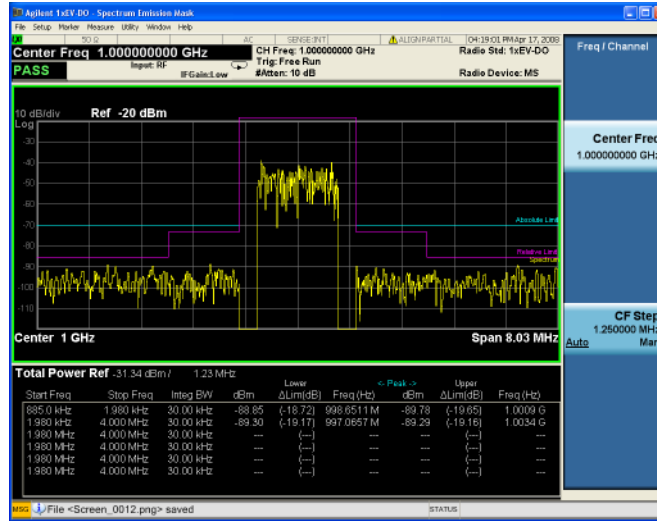 Agilent 1xEV-DO - Spectrum Emission Mask
File Setup Marker Measure Utility Window Help
50 Ω AC SENSE:INT ALIGN PARTIAL 04:19:01 PM Apr 17, 2008
Center Freq 1.000000000 GHz
CH Freq: 1.000000000 GHz
Radio Std: 1xEV-DO
Input: RF
Trig: Free Run
PASS
IFGain:Low
#Atten: 10 dB
Radio Device: MS
Freq / Channel
10 dB/div Ref -20 dBm
Log
-30
-40
-60
-70
-80
-90
-100
-110
Absolute Limit
Relative Limit
Spectrum
Center 1 GHz Span 8.03 MHz
Center Freq
1.000000000 GHz
CF Step
1.250000 MHz
Auto Man
Total Power Ref -31.34 dBm / 1.23 MHz
Lower <- Peak -> Upper
Start Freq Stop Freq Integ BW dBm ΔLim(dB) Freq (Hz) dBm ΔLim(dB) Freq (Hz)
885.0 kHz 1.980 kHz 30.00 kHz -88.85 (-18.72) 998.6511 M -89.78 (-19.65) 1.0009 G
1.980 kHz 4.000 MHz 30.00 kHz -89.30 (-19.17) 997.0657 M -89.29 (-19.16) 1.0034 G
1.980 MHz 4.000 MHz 30.00 kHz --- (---) --- --- (---) ---
1.980 MHz 4.000 MHz 30.00 kHz --- (---) --- --- (---) ---
1.980 MHz 4.000 MHz 30.00 kHz --- (---) --- --- (---) ---
1.980 MHz 4.000 MHz 30.00 kHz --- (---) --- --- (---) ---
MSG File <Screen_0012.png> saved STATUS